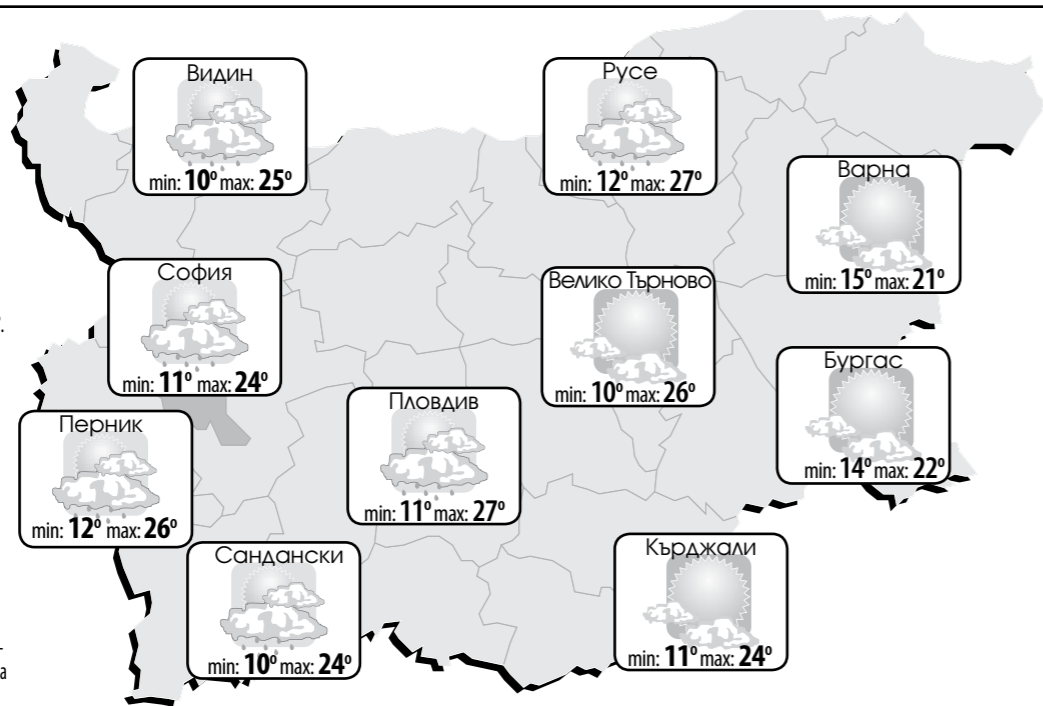 Видин
min: 10° max: 25°
Русе
min: 12° max: 27°
Варна
min: 15° max: 21°
София
min: 11° max: 24°
Велико Търново
min: 10° max: 26°
Бургас
min: 14° max: 22°
Пловдив
min: 11° max: 27°
Перник
min: 12° max: 26°
Сандански
min: 10° max: 24°
Кърджали
min: 11° max: 24°